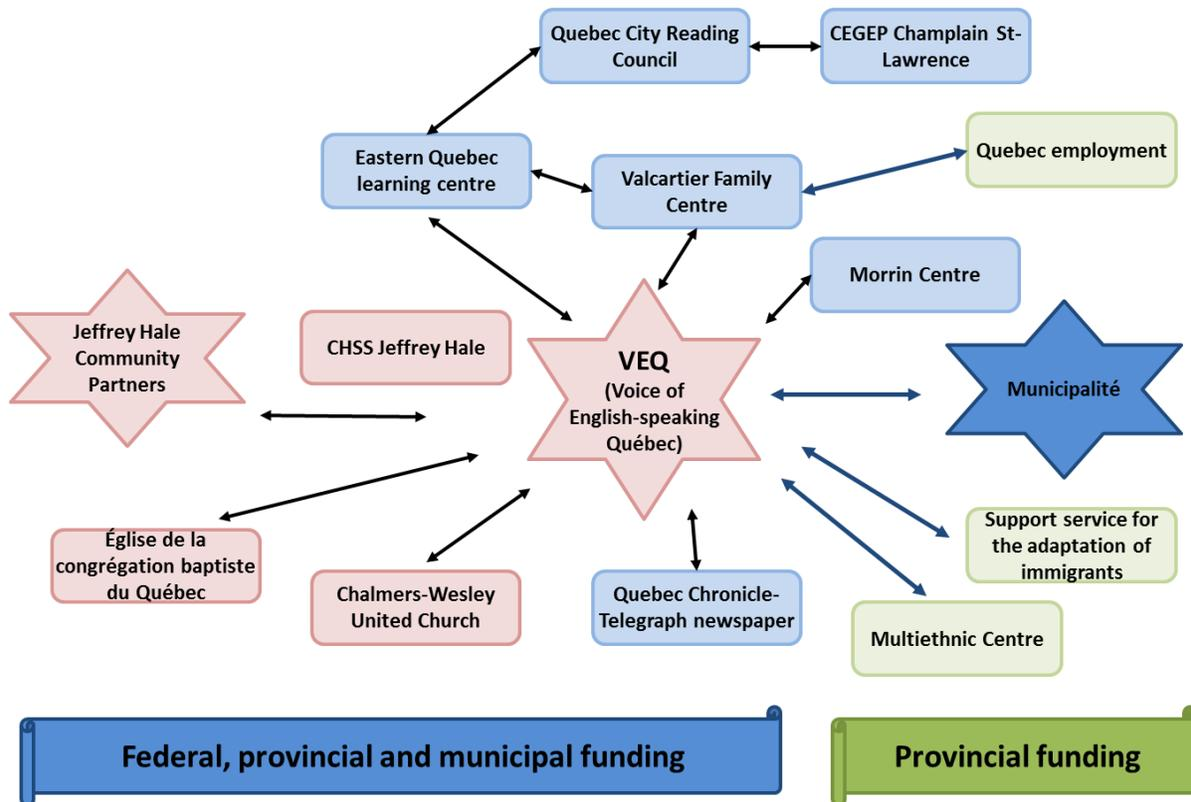 Quebec City Reading
Council
CEGEP Champlain St-
Lawrence
Quebec employment
Eastern Quebec
learning centre
Valcartier Family
Centre
Morrin Centre
Jeffrey Hale
Community
Partners
CHSS Jeffrey Hale
VEQ
(Voice of
English-speaking
Québec)
Municipalité
Église de la
congrégation baptiste
du Québec
Chalmers-Wesley
United Church
Quebec Chronicle-
Telegraph newspaper
Support service for
the adaptation of
immigrants
Multiethnic Centre
Federal, provincial and municipal funding
Provincial funding